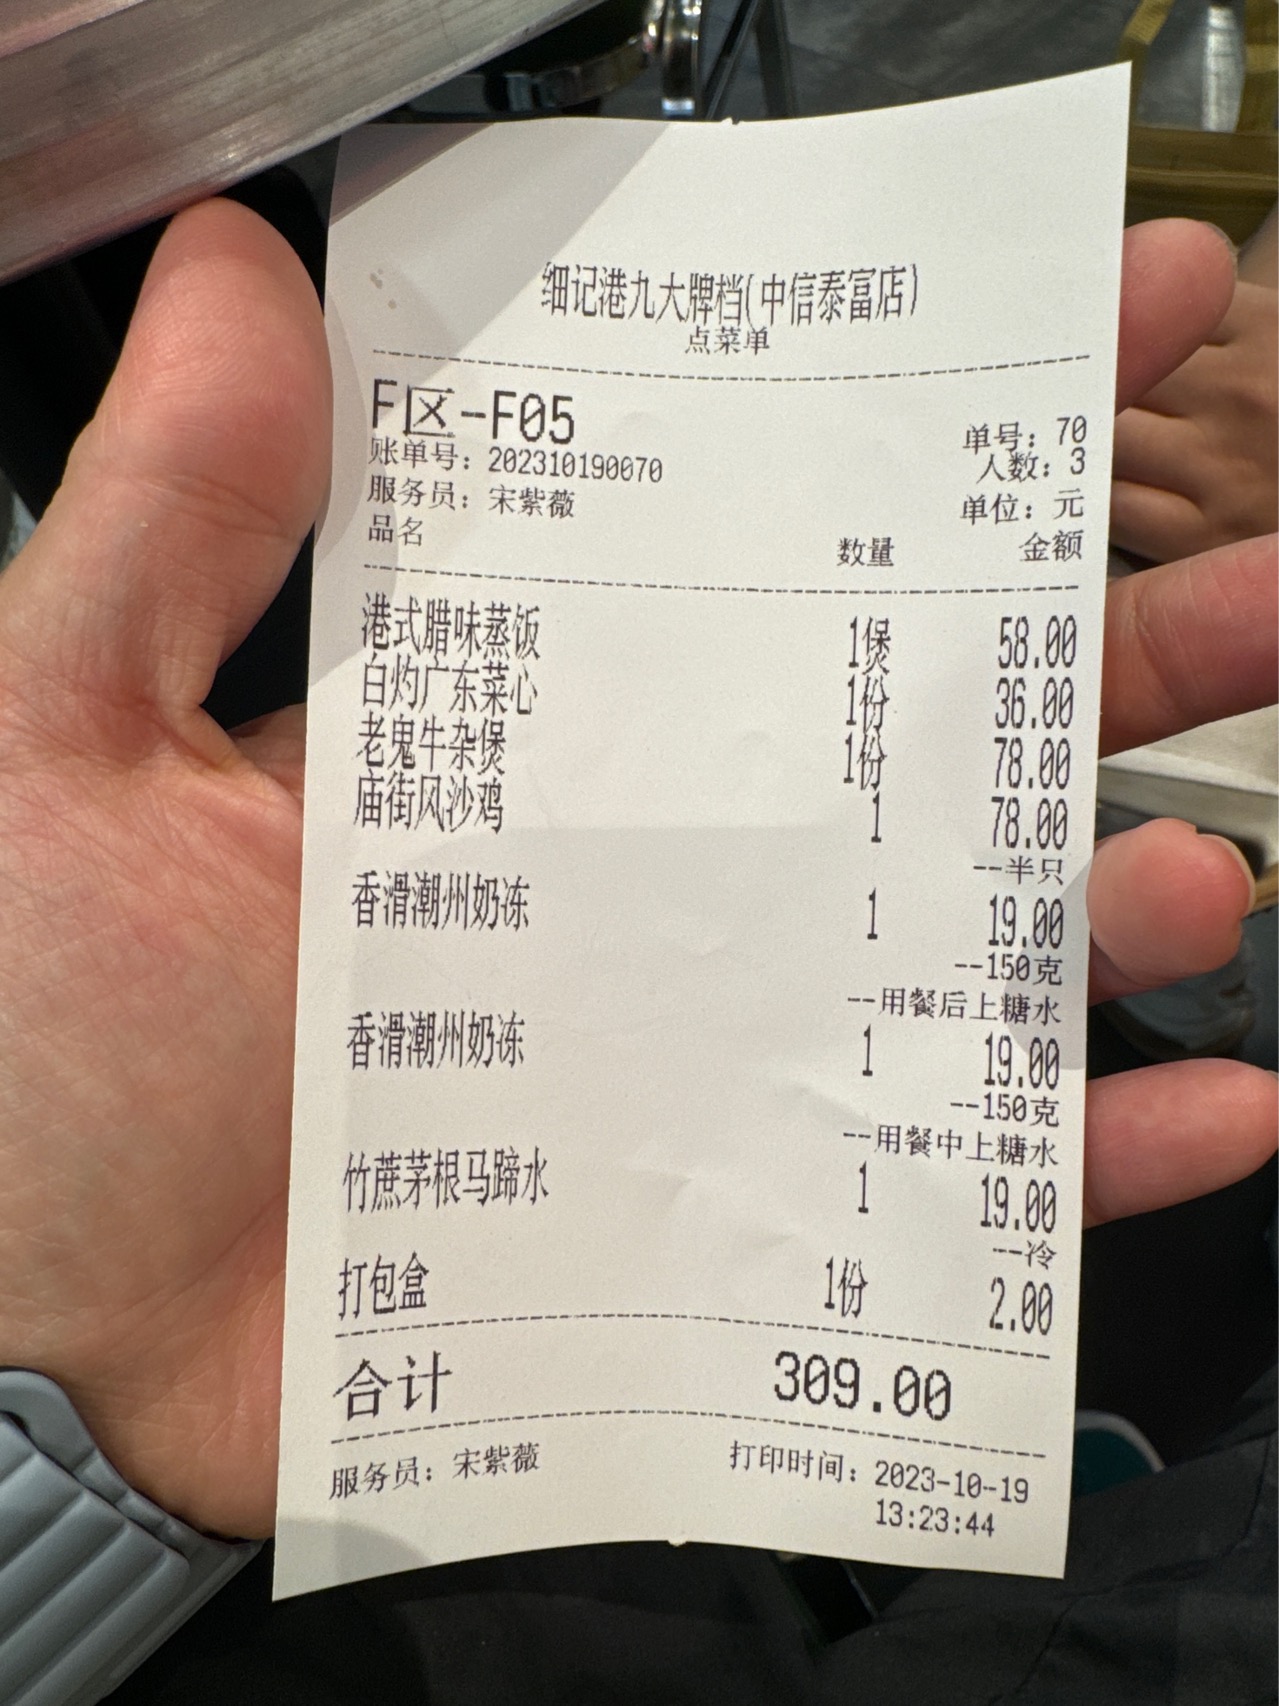 细记港九大牌档(中信泰富店)
点菜单
F区-F05
单号：70
账单号：202310190070
人数：3
服务员：宋紫薇
单位：元
品名 数量 金额
港式腊味蒸饭 1煲 58.00
白灼广东菜心 1份 36.00
老鬼牛杂煲 1份 78.00
庙街风沙鸡 1 78.00
--半只
香滑潮州奶冻 1 19.00
--150克
--用餐后上糖水
香滑潮州奶冻 1 19.00
--150克
--用餐中上糖水
竹蔗茅根马蹄水 1 19.00
--冷
打包盒 1份 2.00
合计 309.00
服务员：宋紫薇 打印时间：2023-10-19
13:23:44